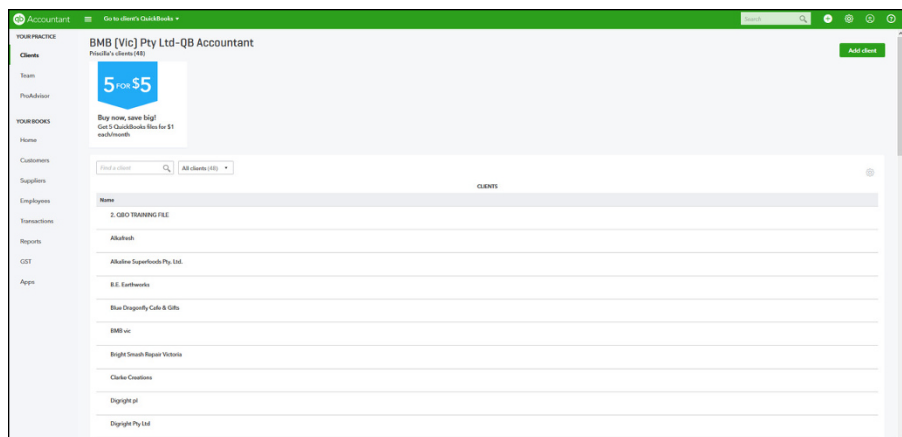 qb Accountant Go to client's QuickBooks Search
YOUR PRACTICE
Clients
Team
ProAdvisor
YOUR BOOKS
Home
Customers
Suppliers
Employees
Transactions
Reports
GST
Apps
BMB (Vic) Pty Ltd-QB Accountant
Priscilla's clients (48)
Add client
5 FOR $5
Buy now, save big!
Get 5 QuickBooks files for $1
each/month
Find a client All clients (48)
CLIENTS
Name
2. QBO TRAINING FILE
Alkafresh
Alkaline Superfoods Pty. Ltd.
B.E. Earthworks
Blue Dragonfly Cafe & Gifts
BMB vic
Bright Smash Repair Victoria
Clarke Creations
Digright pl
Digright Pty Ltd